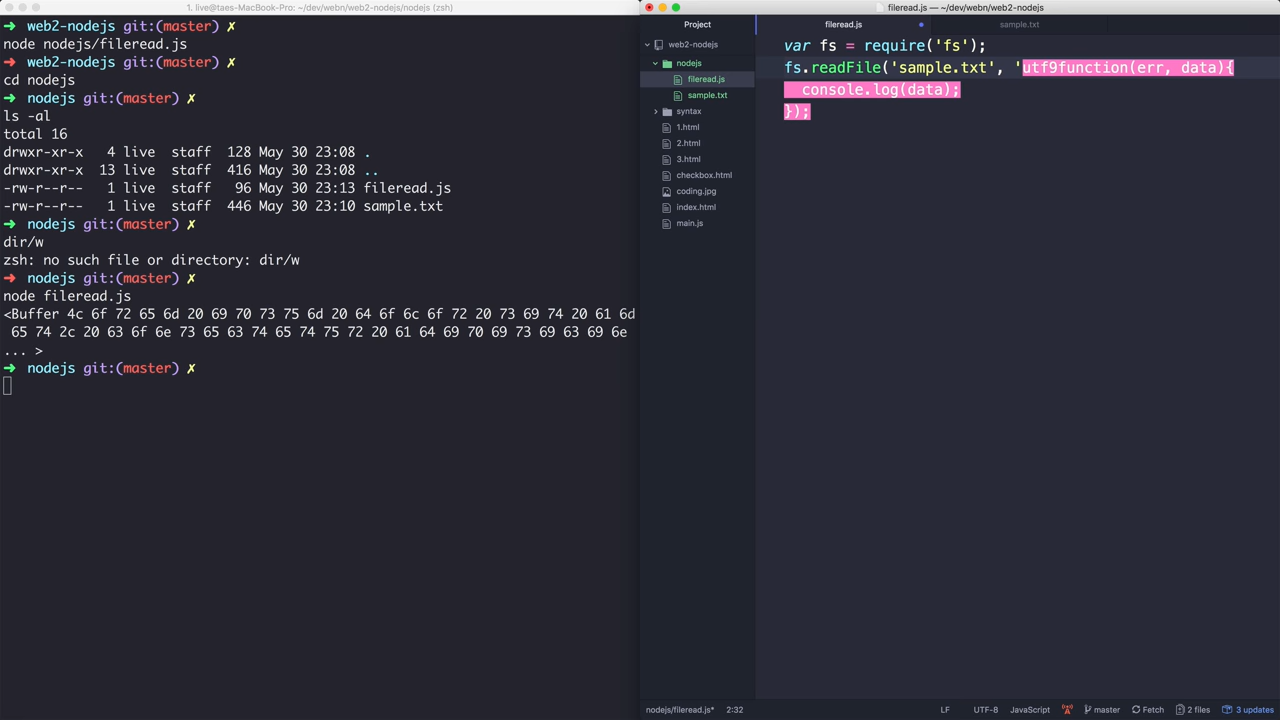 1. live@taes-MacBook-Pro: ~/dev/webn/web2-nodejs/nodejs (zsh)
➜ web2-nodejs git:(master) ✗
node nodejs/fileread.js
➜ web2-nodejs git:(master) ✗
cd nodejs
➜ nodejs git:(master) ✗
ls -al
total 16
drwxr-xr-x 4 live staff 128 May 30 23:08 .
drwxr-xr-x 13 live staff 416 May 30 23:08 ..
-rw-r--r-- 1 live staff 96 May 30 23:13 fileread.js
-rw-r--r-- 1 live staff 446 May 30 23:10 sample.txt
➜ nodejs git:(master) ✗
dir/w
zsh: no such file or directory: dir/w
➜ nodejs git:(master) ✗
node fileread.js
<Buffer 4c 6f 72 65 6d 20 69 70 73 75 6d 20 64 6f 6c 6f 72 20 73 69 74 20 61 6d
65 74 2c 20 63 6f 6e 73 65 63 74 65 74 75 72 20 61 64 69 70 69 73 69 63 69 6e
... >
➜ nodejs git:(master) ✗
fileread.js — ~/dev/webn/web2-nodejs
Project
web2-nodejs
nodejs
fileread.js
sample.txt
syntax
1.html
2.html
3.html
checkbox.html
coding.jpg
index.html
main.js
fileread.js
sample.txt
var fs = require('fs');
fs.readFile('sample.txt', 'utf9function(err, data){
console.log(data);
});
nodejs/fileread.js* 2:32
LF UTF-8 JavaScript master Fetch 2 files 3 updates